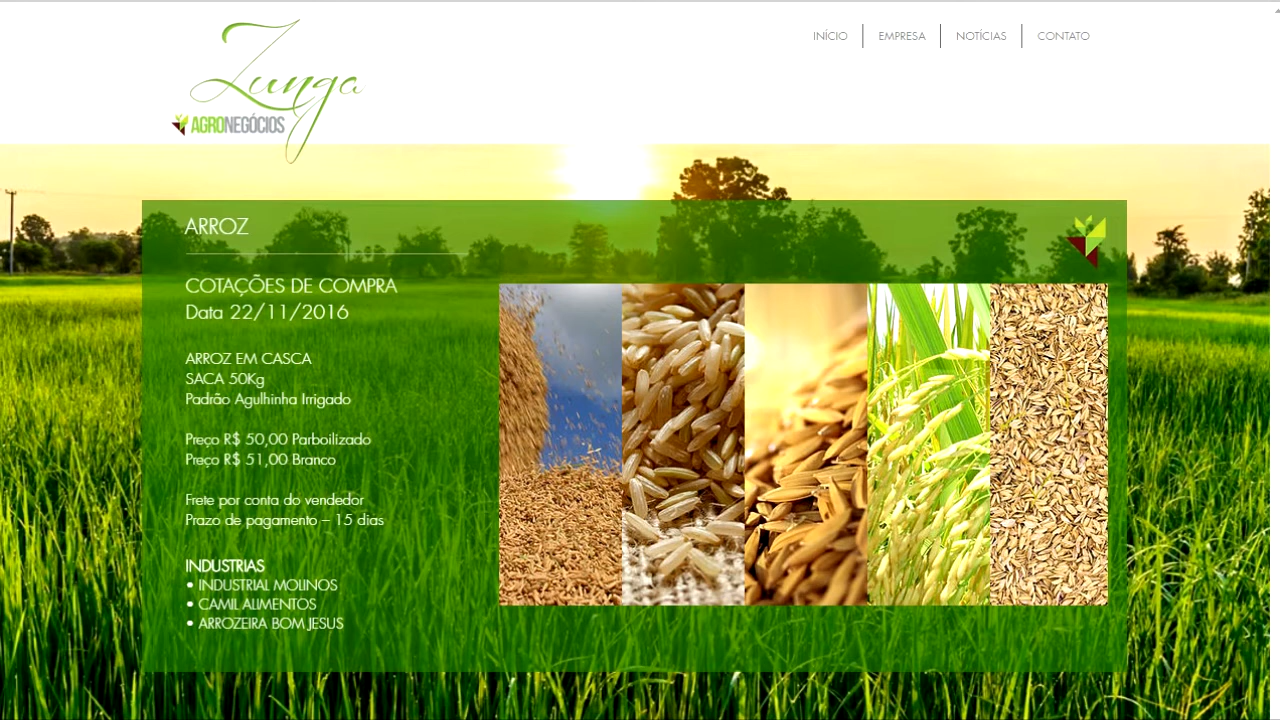 Zunga
AGRONEGÓCIOS
INÍCIO
EMPRESA
NOTÍCIAS
CONTATO
ARROZ
COTAÇÕES DE COMPRA
Data 22/11/2016
ARROZ EM CASCA
SACA 50Kg
Padrão Agulhinha Irrigado
Preço R$ 50,00 Parboilizado
Preço R$ 51,00 Branco
Frete por conta do vendedor
Prazo de pagamento – 15 dias
INDUSTRIAS
• INDUSTRIAL MOLINOS
• CAMIL ALIMENTOS
• ARROZEIRA BOM JESUS